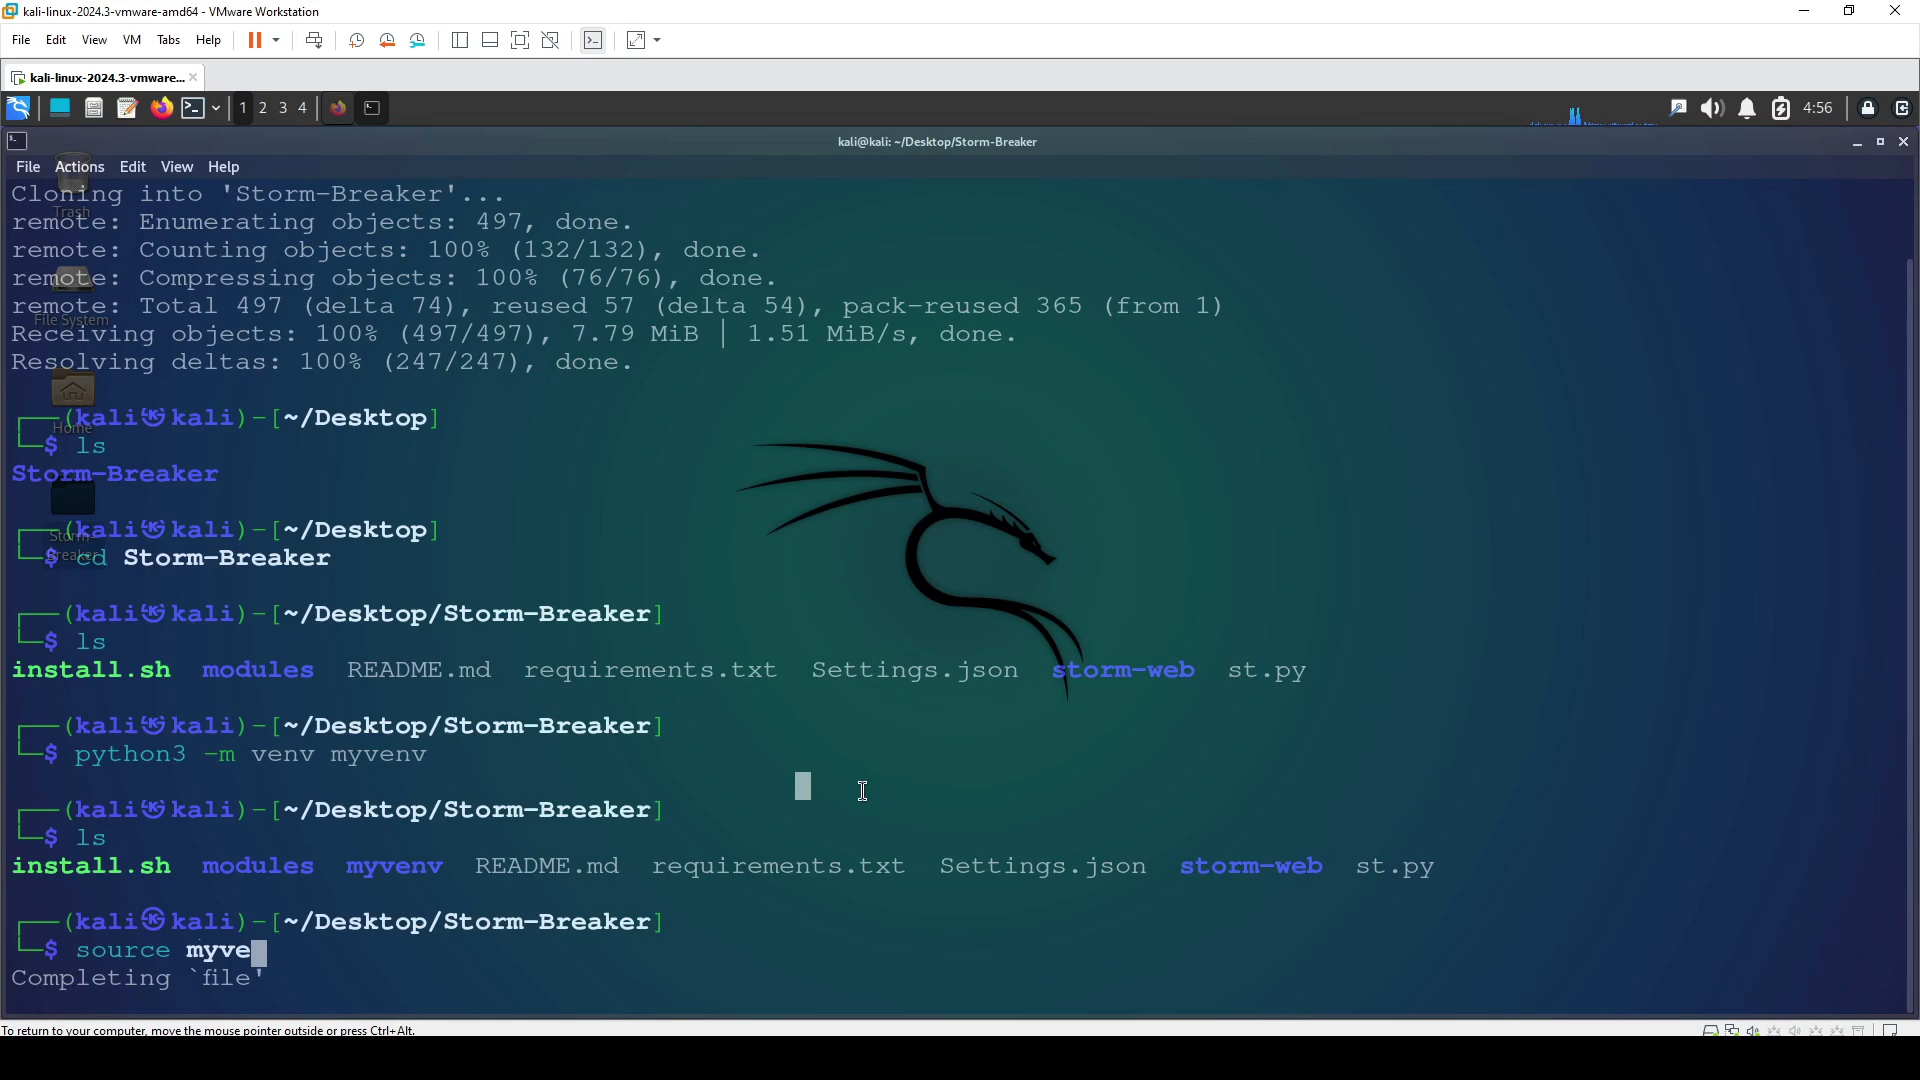 kali-linux-2024.3-vmware-amd64 - VMware Workstation
File Edit View VM Tabs Help
kali-linux-2024.3-vmware...
1 2 3 4 4:56
kali@kali: ~/Desktop/Storm-Breaker
File Actions Edit View Help
Cloning into 'Storm-Breaker'...
Trash
remote: Enumerating objects: 497, done.
remote: Counting objects: 100% (132/132), done.
remote: Compressing objects: 100% (76/76), done.
remote: Total 497 (delta 74), reused 57 (delta 54), pack-reused 365 (from 1)
File System
Receiving objects: 100% (497/497), 7.79 MiB | 1.51 MiB/s, done.
Resolving deltas: 100% (247/247), done.
┌──(kali㉿kali)-[~/Desktop]
Home
└─$ ls
Storm-Breaker
┌──(kali㉿kali)-[~/Desktop]
Storm-
Breaker
└─$ cd Storm-Breaker
┌──(kali㉿kali)-[~/Desktop/Storm-Breaker]
└─$ ls
install.sh modules README.md requirements.txt Settings.json storm-web st.py
┌──(kali㉿kali)-[~/Desktop/Storm-Breaker]
└─$ python3 -m venv myvenv
┌──(kali㉿kali)-[~/Desktop/Storm-Breaker]
└─$ ls
install.sh modules myvenv README.md requirements.txt Settings.json storm-web st.py
┌──(kali㉿kali)-[~/Desktop/Storm-Breaker]
└─$ source myve
Completing `file'
To return to your computer, move the mouse pointer outside or press Ctrl+Alt.